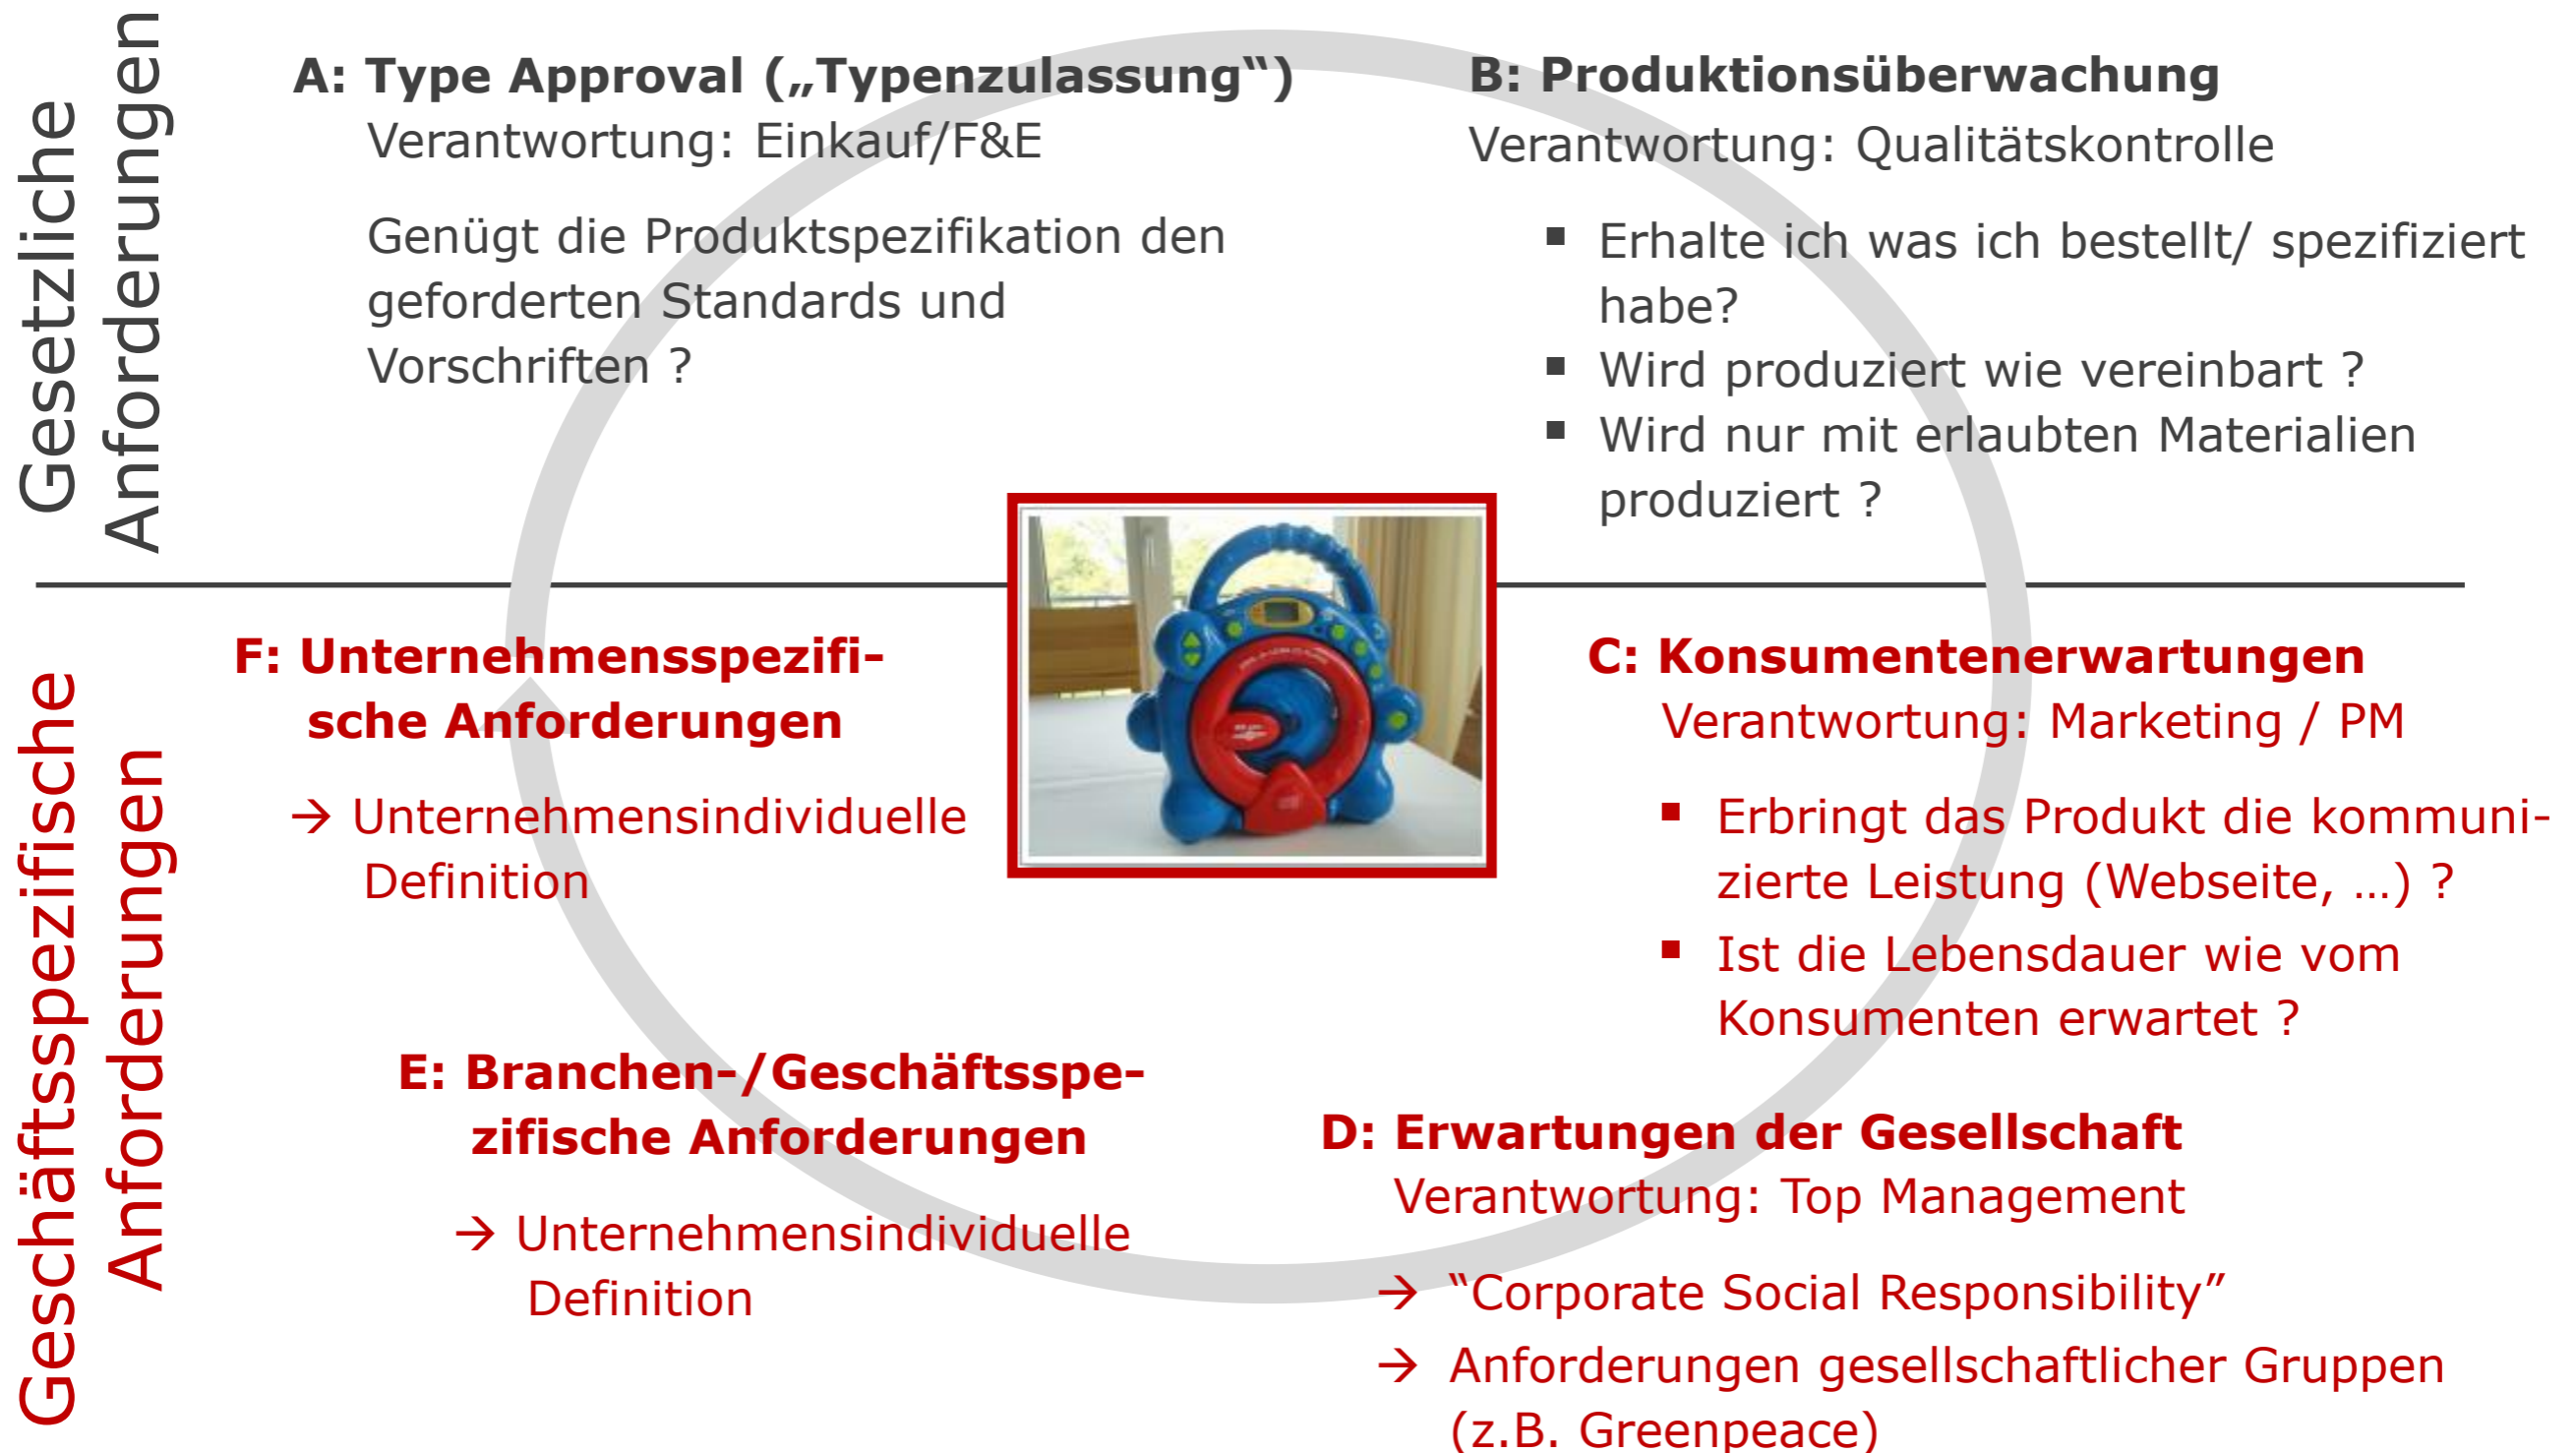 Gesetzliche
Anforderungen
A: Type Approval („Typenzulassung“)
Verantwortung: Einkauf/F&E
Genügt die Produktspezifikation den
geforderten Standards und
Vorschriften ?
B: Produktionsüberwachung
Verantwortung: Qualitätskontrolle
▪ Erhalte ich was ich bestellt/ spezifiziert
habe?
▪ Wird produziert wie vereinbart ?
▪ Wird nur mit erlaubten Materialien
produziert ?
Geschäftsspezifische
Anforderungen
F: Unternehmensspezifi-
sche Anforderungen
→ Unternehmensindividuelle
Definition
C: Konsumentenerwartungen
Verantwortung: Marketing / PM
▪ Erbringt das Produkt die kommuni-
zierte Leistung (Webseite, …) ?
▪ Ist die Lebensdauer wie vom
Konsumenten erwartet ?
E: Branchen-/Geschäftsspe-
zifische Anforderungen
→ Unternehmensindividuelle
Definition
D: Erwartungen der Gesellschaft
Verantwortung: Top Management
→ “Corporate Social Responsibility”
→ Anforderungen gesellschaftlicher Gruppen
(z.B. Greenpeace)